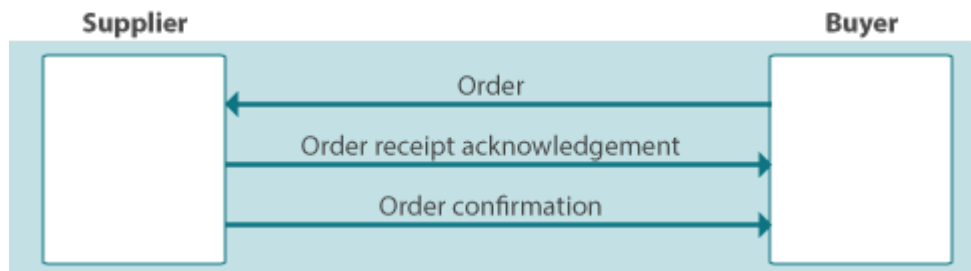 Supplier
Buyer
Order
Order receipt acknowledgement
Order confirmation